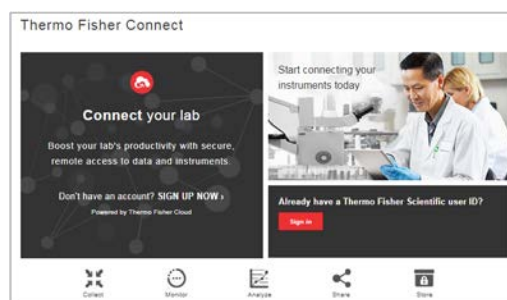 Thermo Fisher Connect
Connect your lab
Boost your lab's productivity with secure,
remote access to data and instruments
Don't have an account? SIGN UP NOW ›
Powered by Thermo Fisher Cloud
Start connecting your
instruments today
Already have a Thermo Fisher Scientific user ID?
Sign in
Collect
Monitor
Analyze
Share
Store